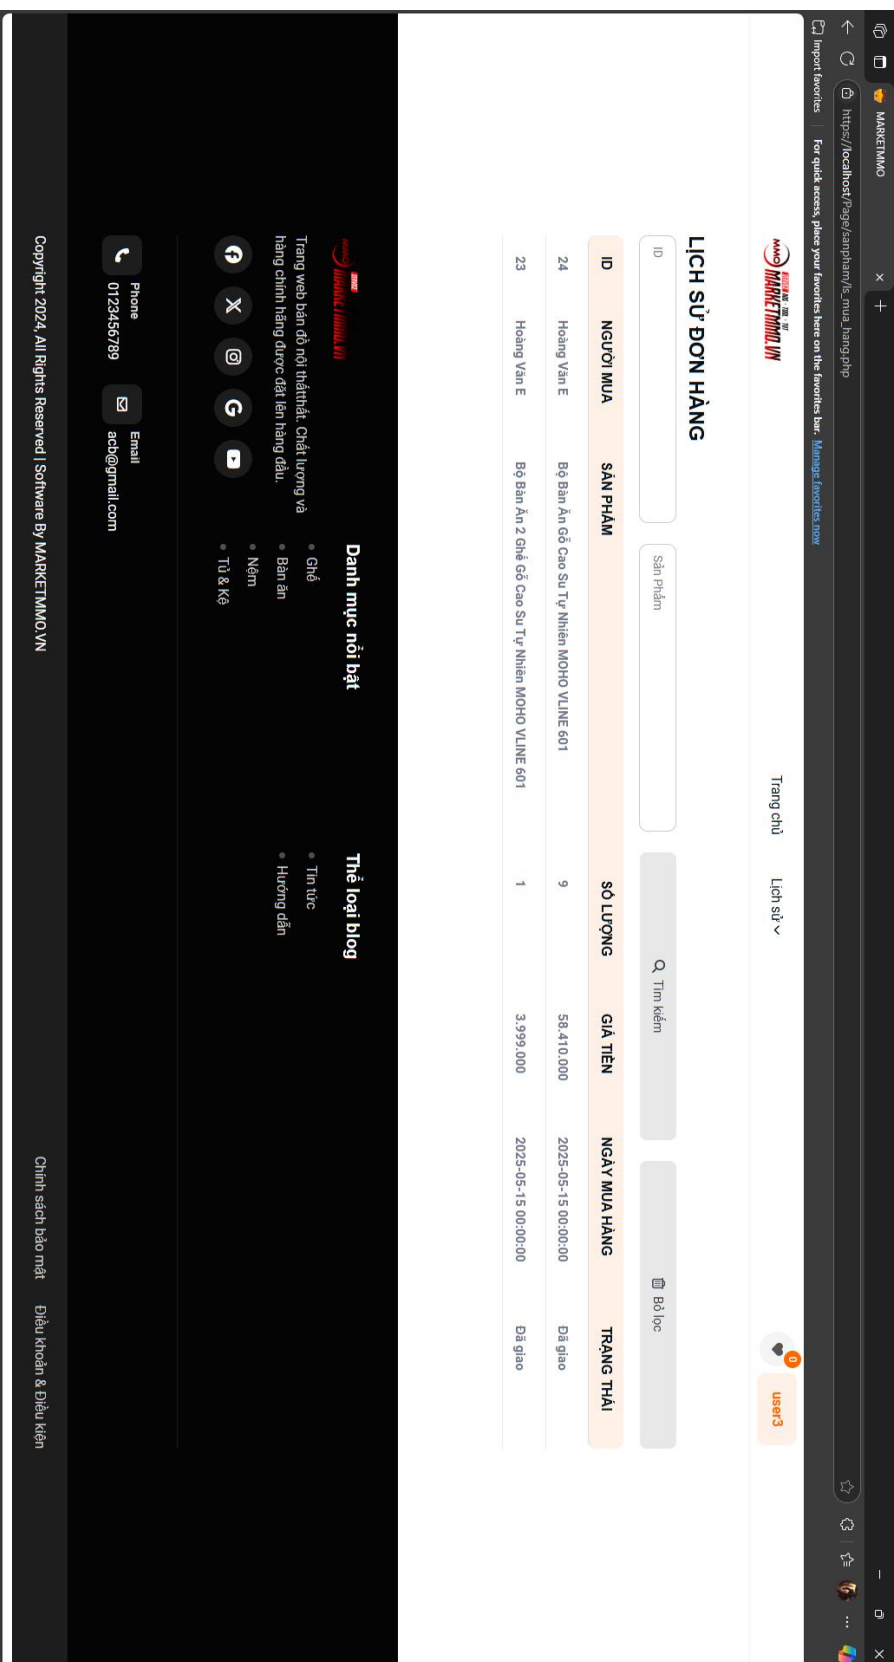 MARKETMMO
https://localhost/Page/sanpham/ls_mua_hang.php
Import favorites
For quick access, place your favorites here on the favorites bar. Manage favorites now
MMO MARKETMMO.VN
Trang chủ
Lịch sử
0
user3
LỊCH SỬ ĐƠN HÀNG
ID
Sản Phẩm
Tìm kiếm
Bỏ lọc
ID NGƯỜI MUA SẢN PHẨM SỐ LƯỢNG GIÁ TIỀN NGÀY MUA HÀNG TRẠNG THÁI
24 Hoàng Văn E Bộ Bàn Ăn Gỗ Cao Su Tự Nhiên MOHO VLINE 601 9 58.410.000 2025-05-15 00:00:00 Đã giao
23 Hoàng Văn E Bộ Bàn Ăn 2 Ghế Gỗ Cao Su Tự Nhiên MOHO VLINE 601 1 3.999.000 2025-05-15 00:00:00 Đã giao
MMO MARKETMMO.VN
Trang web bán đồ nội thátthát. Chất lượng và
hàng chính hãng được đặt lên hàng đầu.
Danh mục nổi bật
Ghế
Bàn ăn
Nệm
Tủ & Kệ
Thể loại blog
Tin tức
Hướng dẫn
Phone
0123456789
Email
acb@gmail.com
Copyright 2024, All Rights Reserved | Software By MARKETMMO.VN
Chính sách bảo mật
Điều khoản & Điều kiện